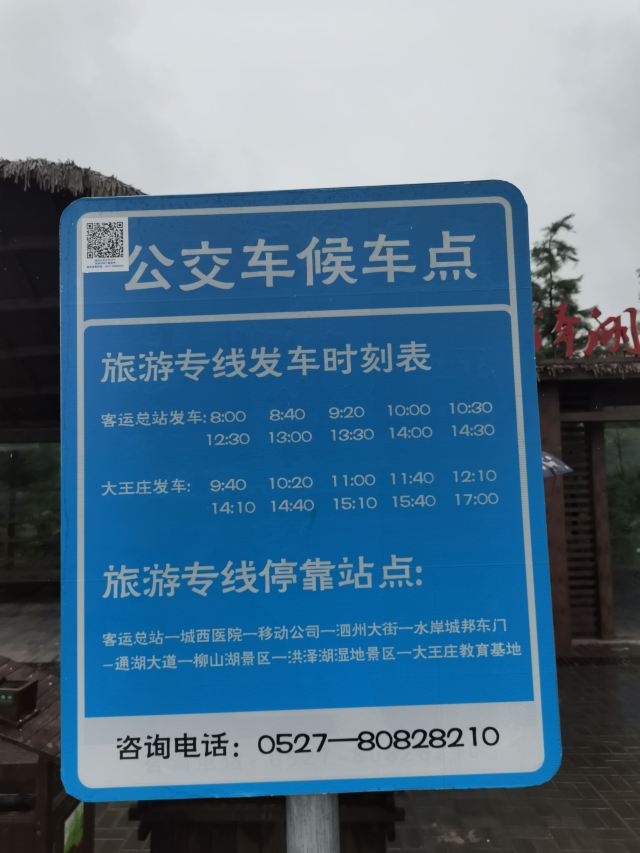 公交车候车点
旅游专线发车时刻表
客运总站发车: 8:00 8:40 9:20 10:00 10:30
12:30 13:00 13:30 14:00 14:30
大王庄发车: 9:40 10:20 11:00 11:40 12:10
14:10 14:40 15:10 15:40 17:00
旅游专线停靠站点:
客运总站—城西医院—移动公司—泗州大街—水岸城邦东门
—通湖大道—柳山湖景区—洪泽湖湿地景区—大王庄教育基地
咨询电话：0527—80828210
泽湖